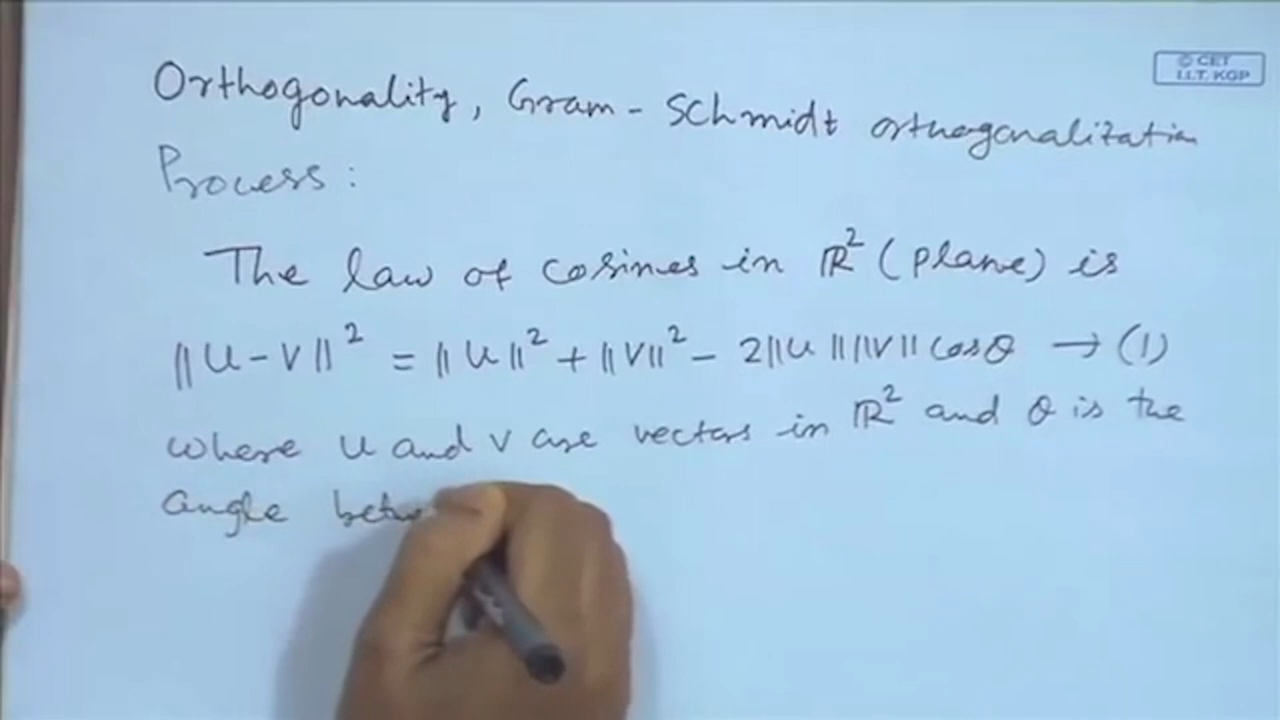 © CET
I.I.T. KGP
Orthogonality, Gram-Schmidt orthogonalization
Process:
The law of cosines in ℝ² (plane) is
||u-v||² = ||u||² + ||v||² - 2||u|| ||v|| cosθ → (1)
where u and v are vectors in ℝ² and θ is the
angle betwe